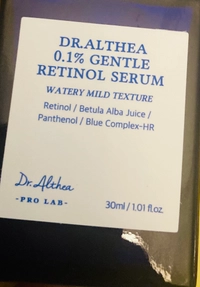 DR.ALTHEA
0.1% GENTLE
RETINOL SERUM
WATERY MILD TEXTURE
Retinol / Betula Alba Juice /
Panthenol / Blue Complex-HR
Dr. Althea
-PRO LAB-
30ml / 1.01 fl.oz.